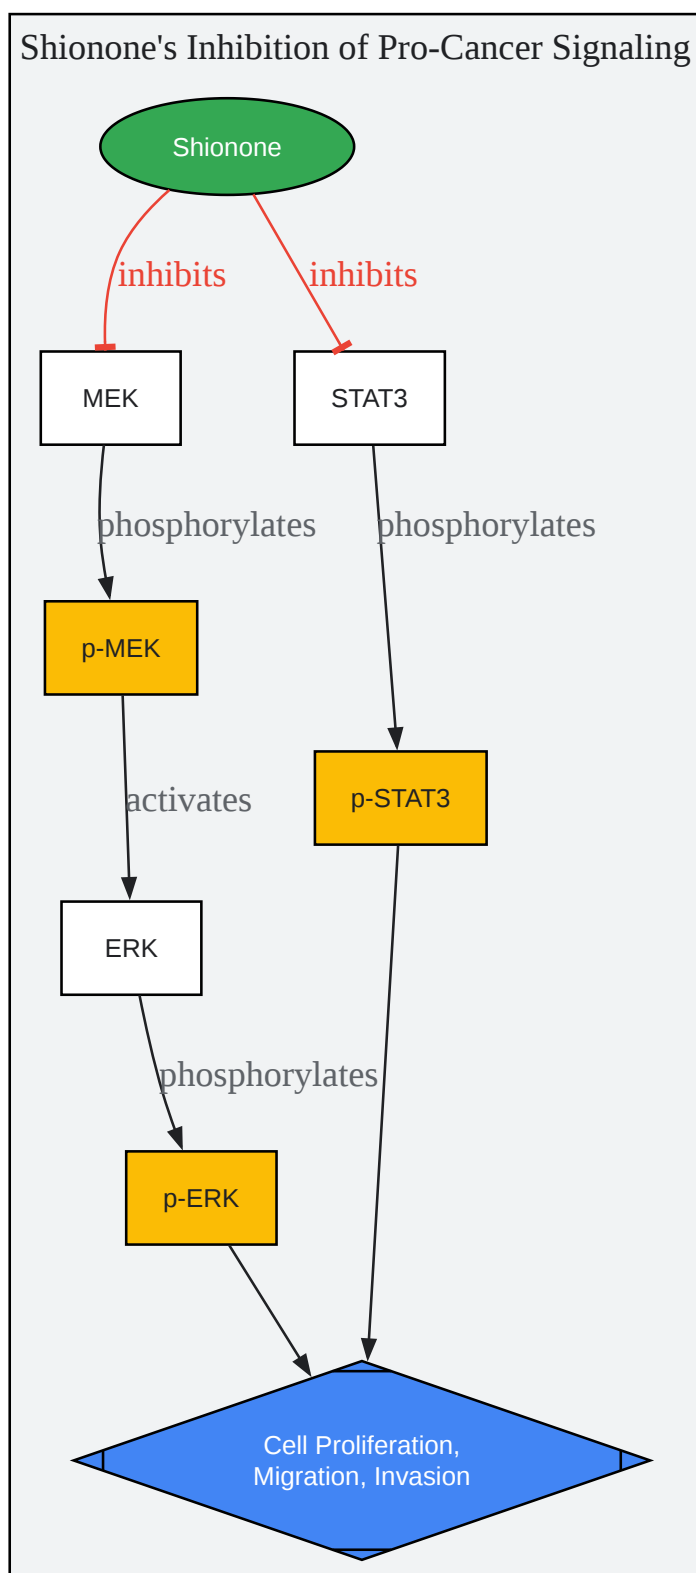 Shionone's Inhibition of Pro-Cancer Signaling
Shionone
inhibits
inhibits
MEK
STAT3
phosphorylates
phosphorylates
p-MEK
activates
p-STAT3
ERK
phosphorylates
p-ERK
Cell Proliferation,
Migration, Invasion